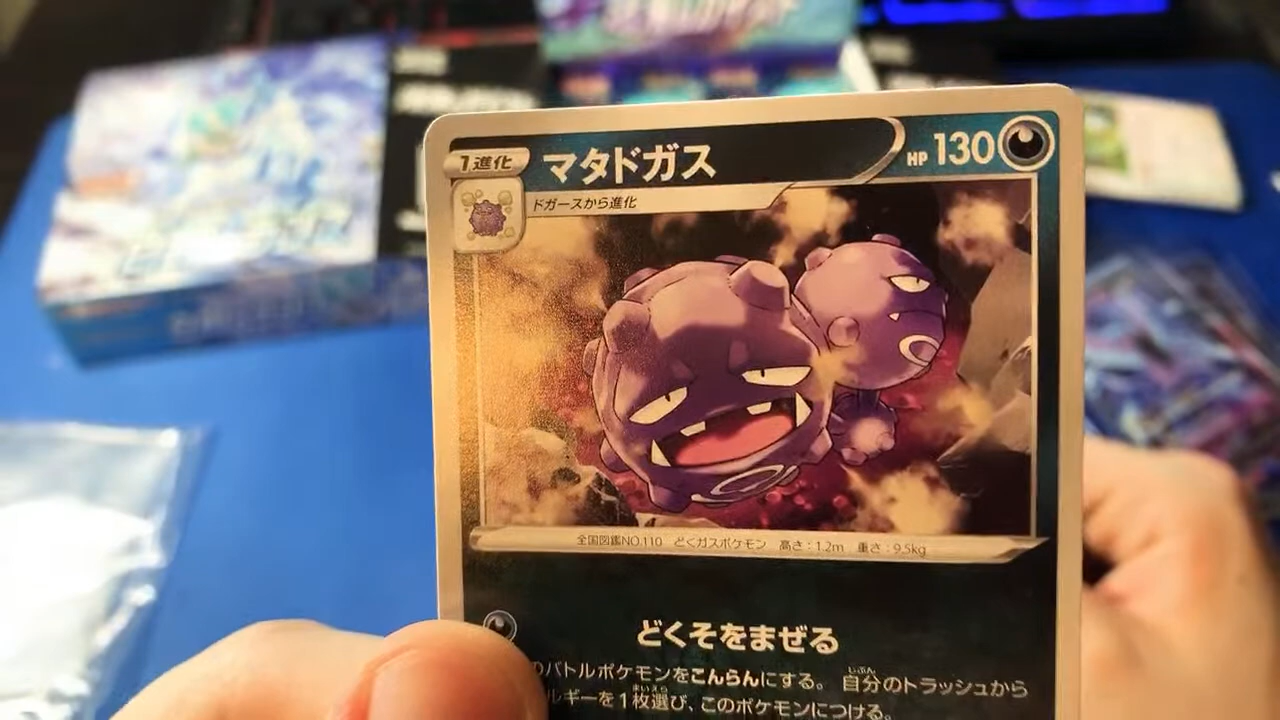 1進化
マタドガス
HP 130
ドガースから進化
全国図鑑NO.110 どくガスポケモン 高さ:1.2m 重さ:9.5kg
どくそをまぜる
のバトルポケモンをこんらんにする。自分のトラッシュから
じぶん
ルギーを1枚選び、このポケモンにつける。